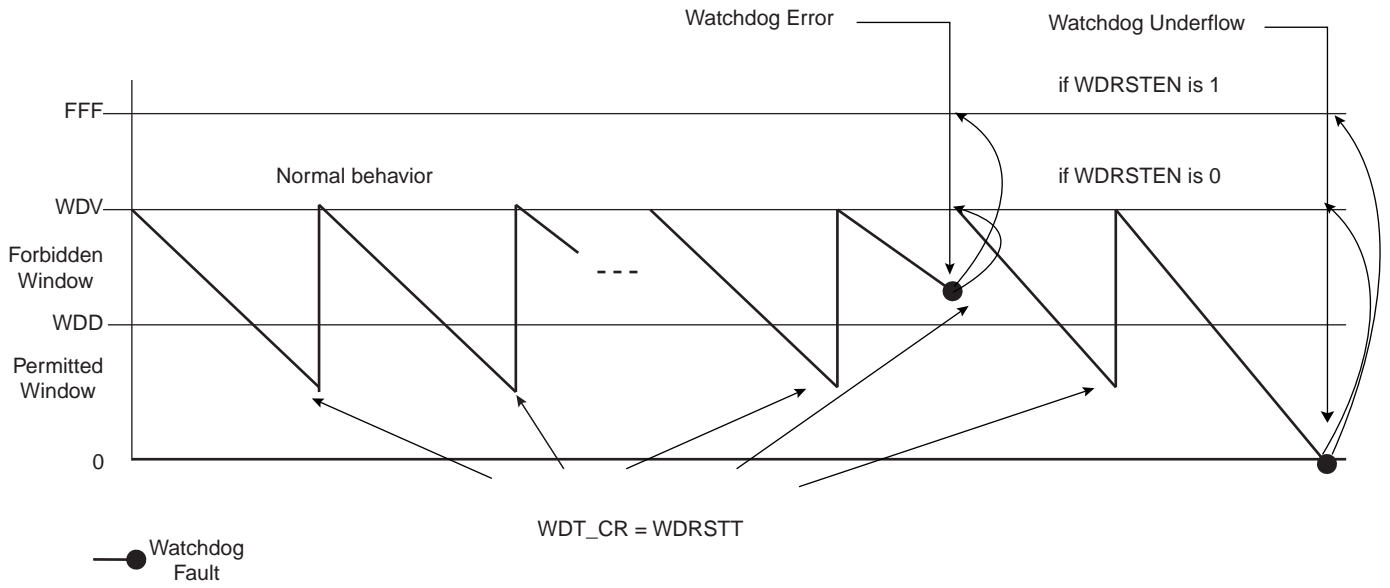 Watchdog Error
Watchdog Underflow
if WDRSTEN is 1
FFF
Normal behavior
if WDRSTEN is 0
WDV
Forbidden
Window
WDD
Permitted
Window
0
WDT_CR = WDRSTT
Watchdog
Fault